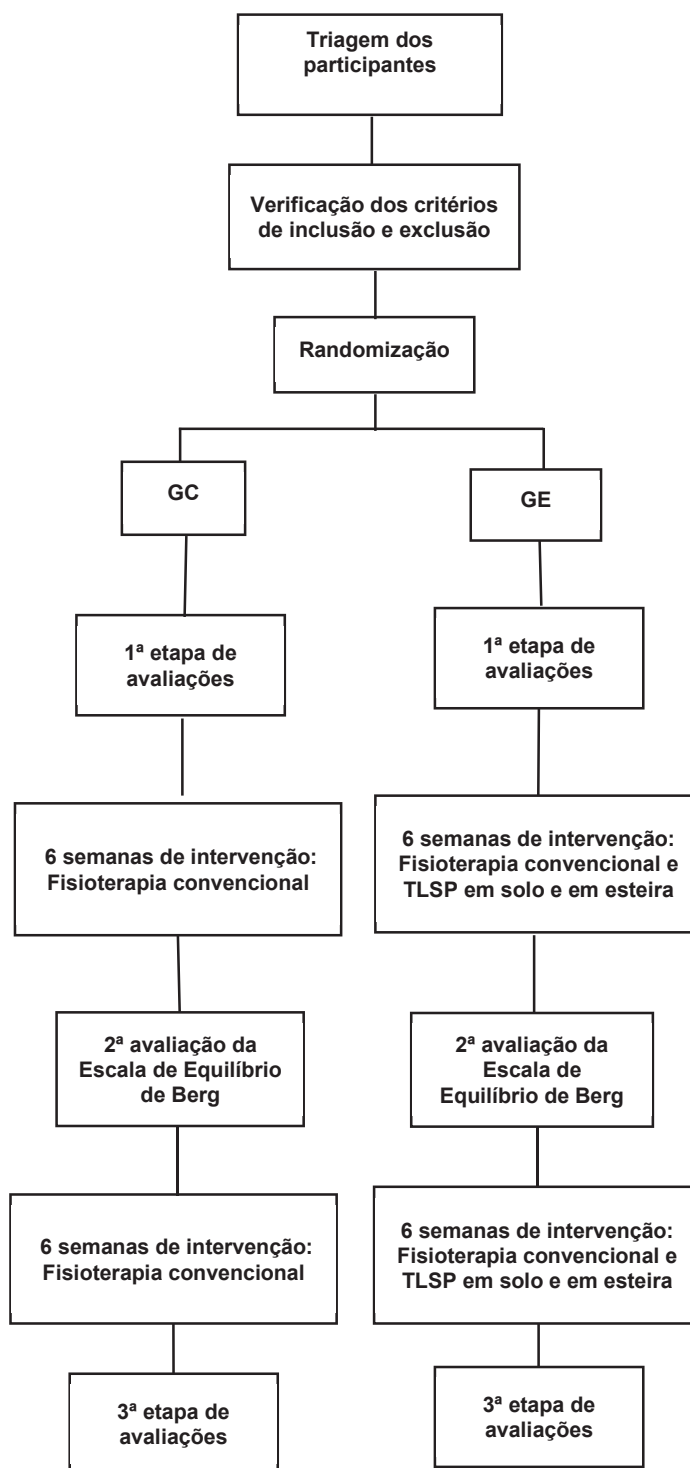 Triagem dos
participantes
Verificação dos critérios
de inclusão e exclusão
Randomização
GC
GE
1ª etapa de
avaliações
1ª etapa de
avaliações
6 semanas de intervenção:
Fisioterapia convencional
6 semanas de intervenção:
Fisioterapia convencional e
TLSP em solo e em esteira
2ª avaliação da
Escala de Equilíbrio
de Berg
2ª avaliação da
Escala de
Equilíbrio de Berg
6 semanas de intervenção:
Fisioterapia convencional
6 semanas de intervenção:
Fisioterapia convencional e
TLSP em solo e em esteira
3ª etapa de
avaliações
3ª etapa de
avaliações